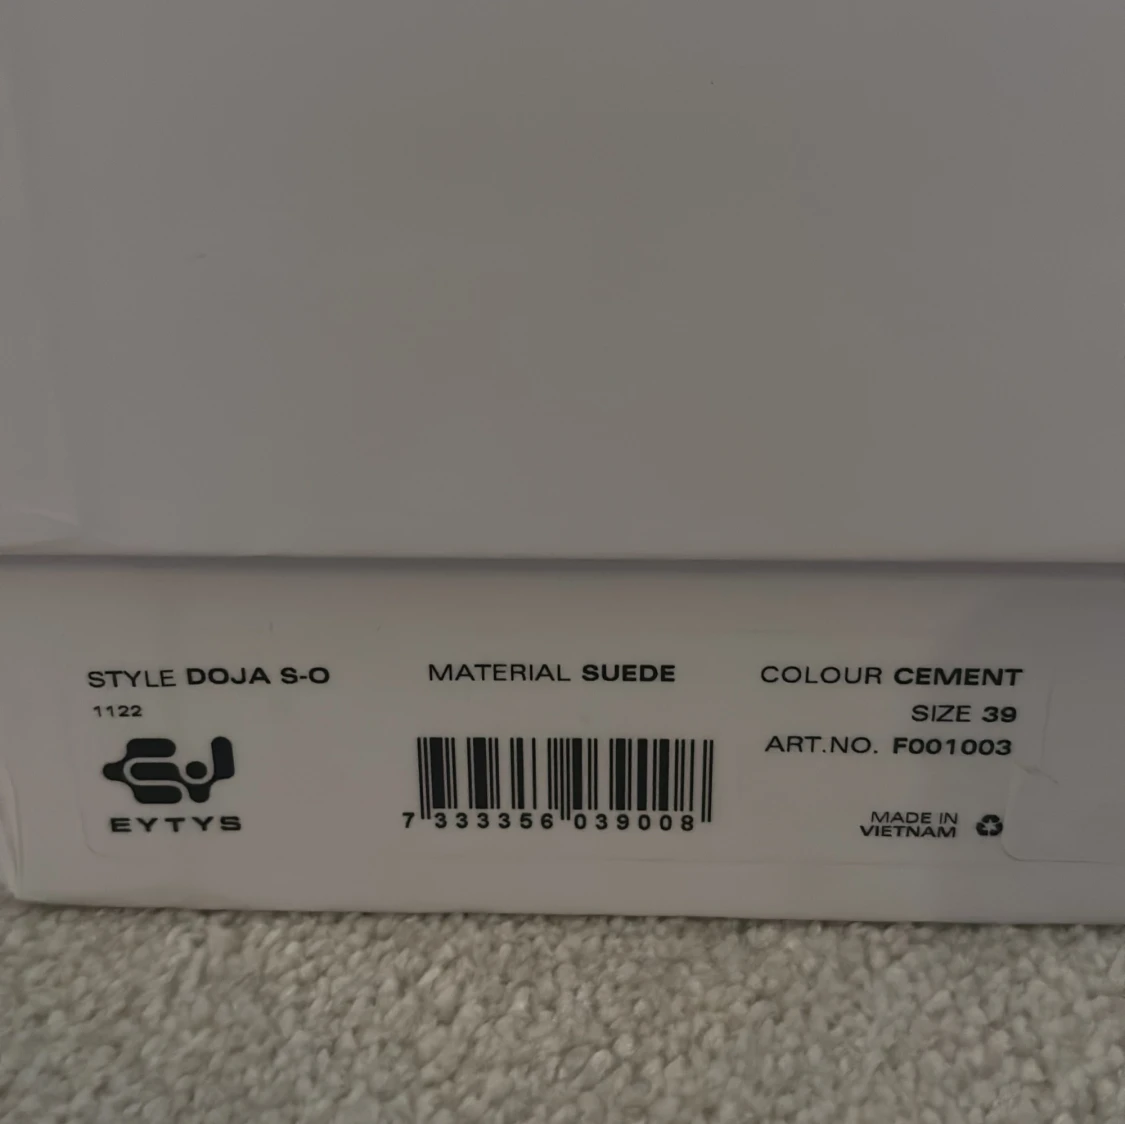 STYLE DOJA S-O
1122
EYTYS
MATERIAL SUEDE
7 333356 039008
COLOUR CEMENT
SIZE 39
ART.NO. F001003
MADE IN
VIETNAM